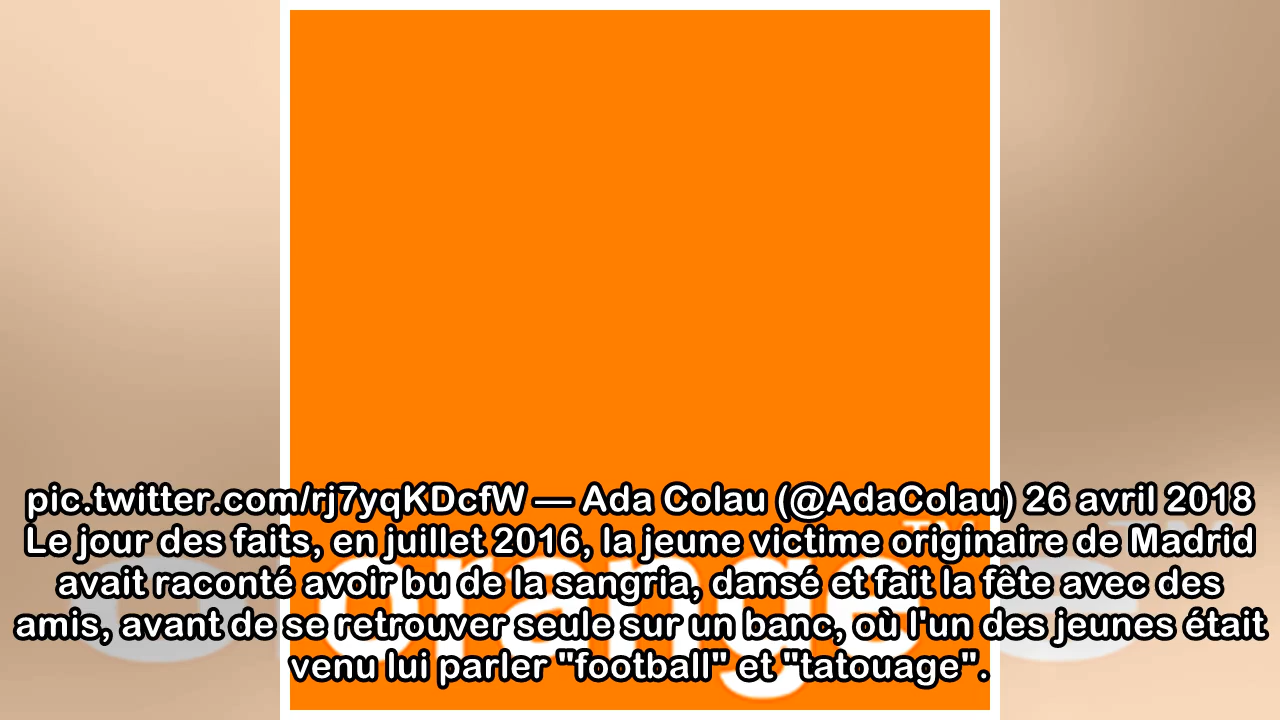 pic.twitter.com/rj7yqKDcfW — Ada Colau (@AdaColau) 26 avril 2018
Le jour des faits, en juillet 2016, la jeune victime originaire de Madrid
avait raconté avoir bu de la sangria, dansé et fait la fête avec des
amis, avant de se retrouver seule sur un banc, où l'un des jeunes était
venu lui parler "football" et "tatouage".
orange
TM